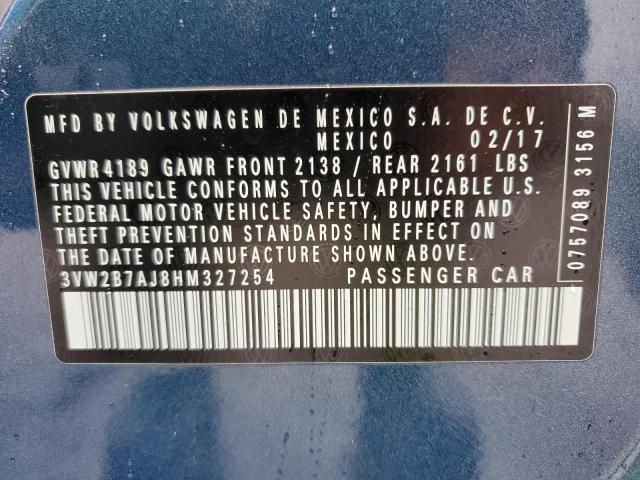 MFD BY VOLKSWAGEN DE MEXICO S.A. DE C.V.
MEXICO 02/17
GVWR4189 GAWR FRONT 2138 / REAR 2161 LBS
THIS VEHICLE CONFORMS TO ALL APPLICABLE U.S.
FEDERAL MOTOR VEHICLE SAFETY, BUMPER AND
THEFT PREVENTION STANDARDS IN EFFECT ON
THE DATE OF MANUFACTURE SHOWN ABOVE.
3VW2B7AJ8HM327254 PASSENGER CAR
0757089 3156 M